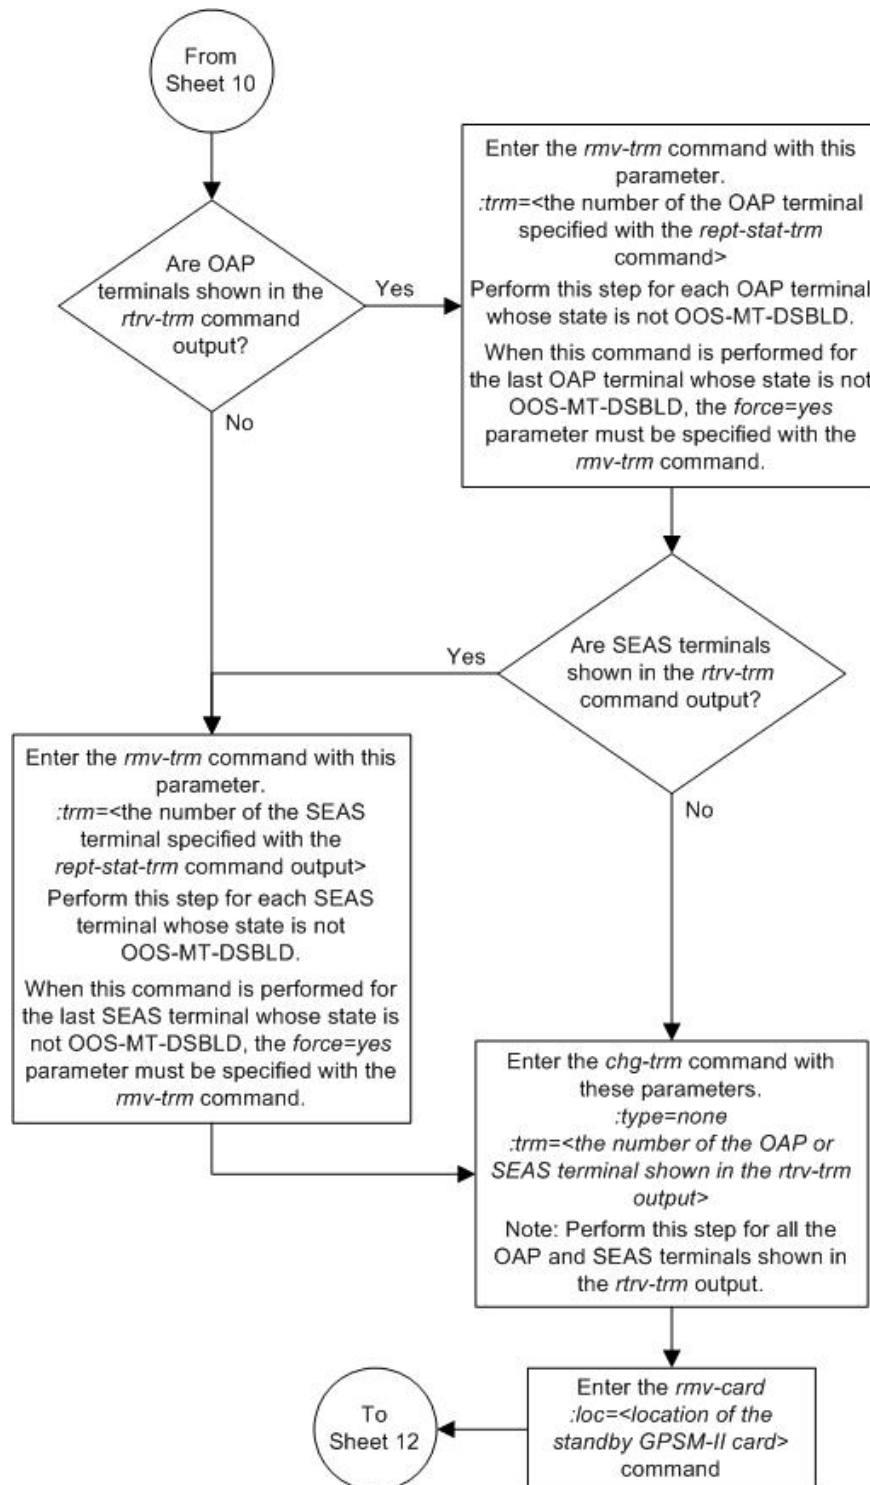 From
Sheet 10
Are OAP
terminals shown in the
rtrv-trm command
output?
Yes
No
Enter the rmv-trm command with this
parameter.
:trm=<the number of the OAP terminal
specified with the rept-stat-trm
command>
Perform this step for each OAP terminal
whose state is not OOS-MT-DSBLD.
When this command is performed for
the last OAP terminal whose state is not
OOS-MT-DSBLD, the force=yes
parameter must be specified with the
rmv-trm command.
Are SEAS terminals
shown in the rtrv-trm
command output?
Yes
No
Enter the rmv-trm command with this
parameter.
:trm=<the number of the SEAS
terminal specified with the
rept-stat-trm command output>
Perform this step for each SEAS
terminal whose state is not
OOS-MT-DSBLD.
When this command is performed for
the last SEAS terminal whose state is
not OOS-MT-DSBLD, the force=yes
parameter must be specified with the
rmv-trm command.
Enter the chg-trm command with
these parameters.
:type=none
:trm=<the number of the OAP or
SEAS terminal shown in the rtrv-trm
output>
Note: Perform this step for all the
OAP and SEAS terminals shown in
the rtrv-trm output.
Enter the rmv-card
:loc=<location of the
standby GPSM-II card>
command
To
Sheet 12